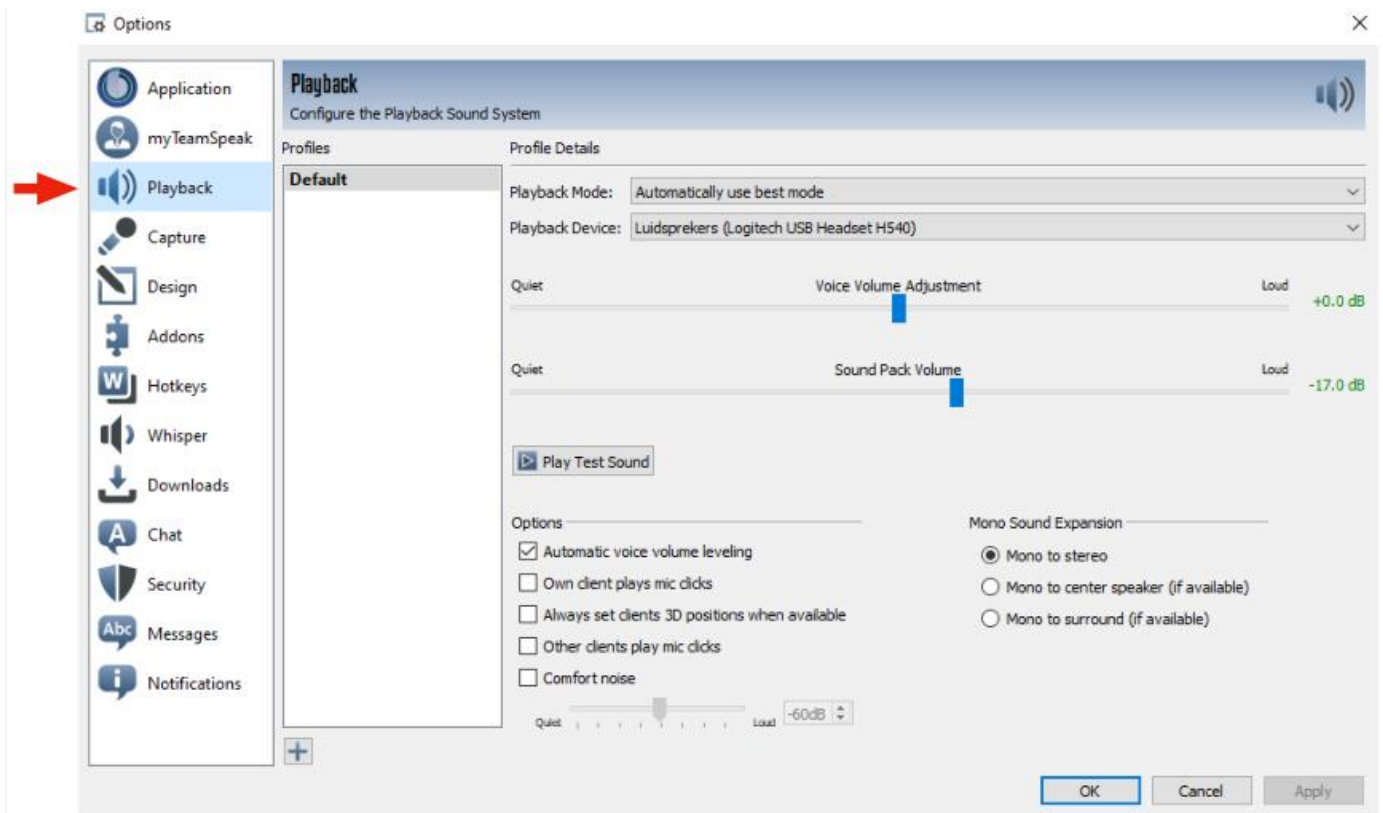 Options
Application
myTeamSpeak
Playback
Capture
Design
Addons
Hotkeys
Whisper
Downloads
Chat
Security
Messages
Notifications
Playback
Configure the Playback Sound System
Profiles
Default
Profile Details
Playback Mode: Automatically use best mode
Playback Device: Luidsprekers (Logitech USB Headset H540)
Quiet Voice Volume Adjustment Loud
+0.0 dB
Quiet Sound Pack Volume Loud
-17.0 dB
Play Test Sound
Options
Automatic voice volume leveling
Own client plays mic clicks
Always set clients 3D positions when available
Other clients play mic clicks
Comfort noise
Quiet Loud -60dB
Mono Sound Expansion
Mono to stereo
Mono to center speaker (if available)
Mono to surround (if available)
OK Cancel Apply
W
A
Abc